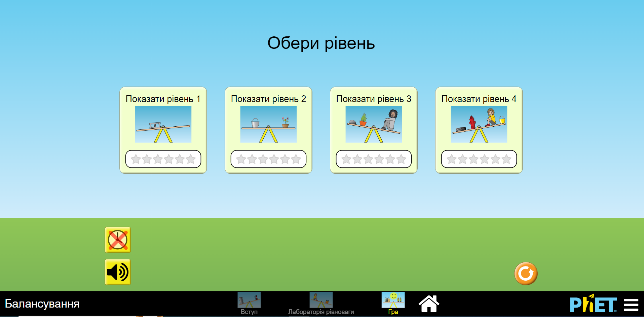 Обери рівень
Показати рівень 1
Показати рівень 2
Показати рівень 3
Показати рівень 4
Балансування
Вступ
Лабораторія рівноваги
Гра
PhET